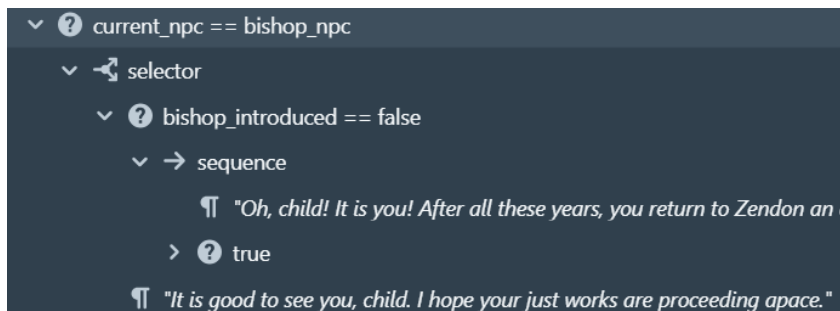 current_npc == bishop_npc
selector
bishop_introduced == false
sequence
"Oh, child! It is you! After all these years, you return to Zendon an
true
"It is good to see you, child. I hope your just works are proceeding apace."